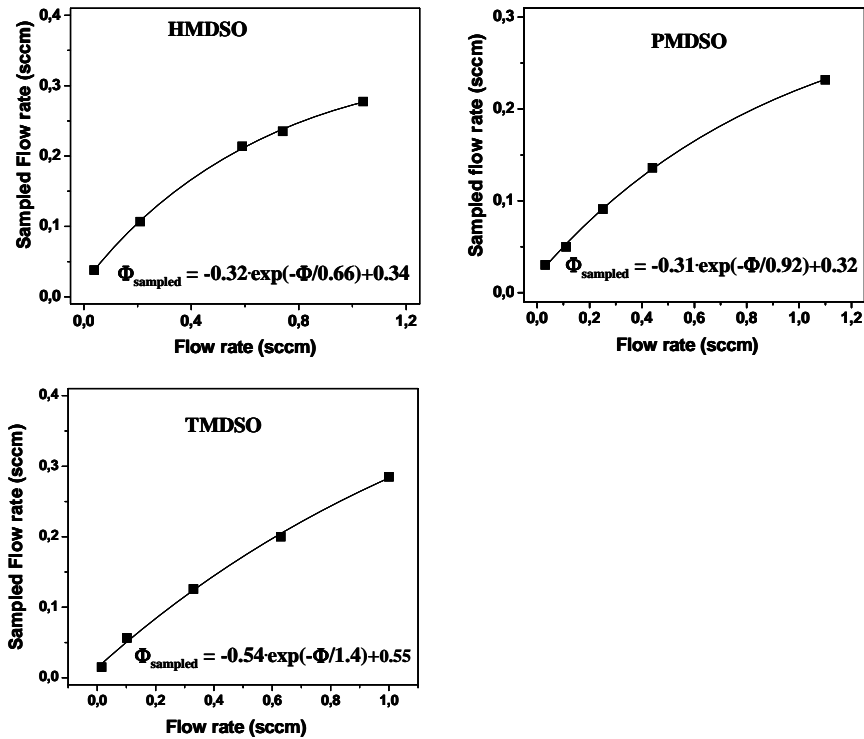 HMDSO
Sampled Flow rate (sccm)
0,4
0,3
0,2
0,1
0,0
Φsampled = -0.32·exp(-Φ/0.66)+0.34
0,0 0,4 0,8 1,2
Flow rate (sccm)
PMDSO
Sampled flow rate (sccm)
0,3
0,2
0,1
0,0
Φsampled = -0.31·exp(-Φ/0.92)+0.32
0,0 0,2 0,4 0,6 0,8 1,0 1,2
Flow rate (sccm)
TMDSO
Sampled Flow rate (sccm)
0,4
0,3
0,2
0,1
0,0
Φsampled = -0.54·exp(-Φ/1.4)+0.55
0,0 0,2 0,4 0,6 0,8 1,0
Flow rate (sccm)